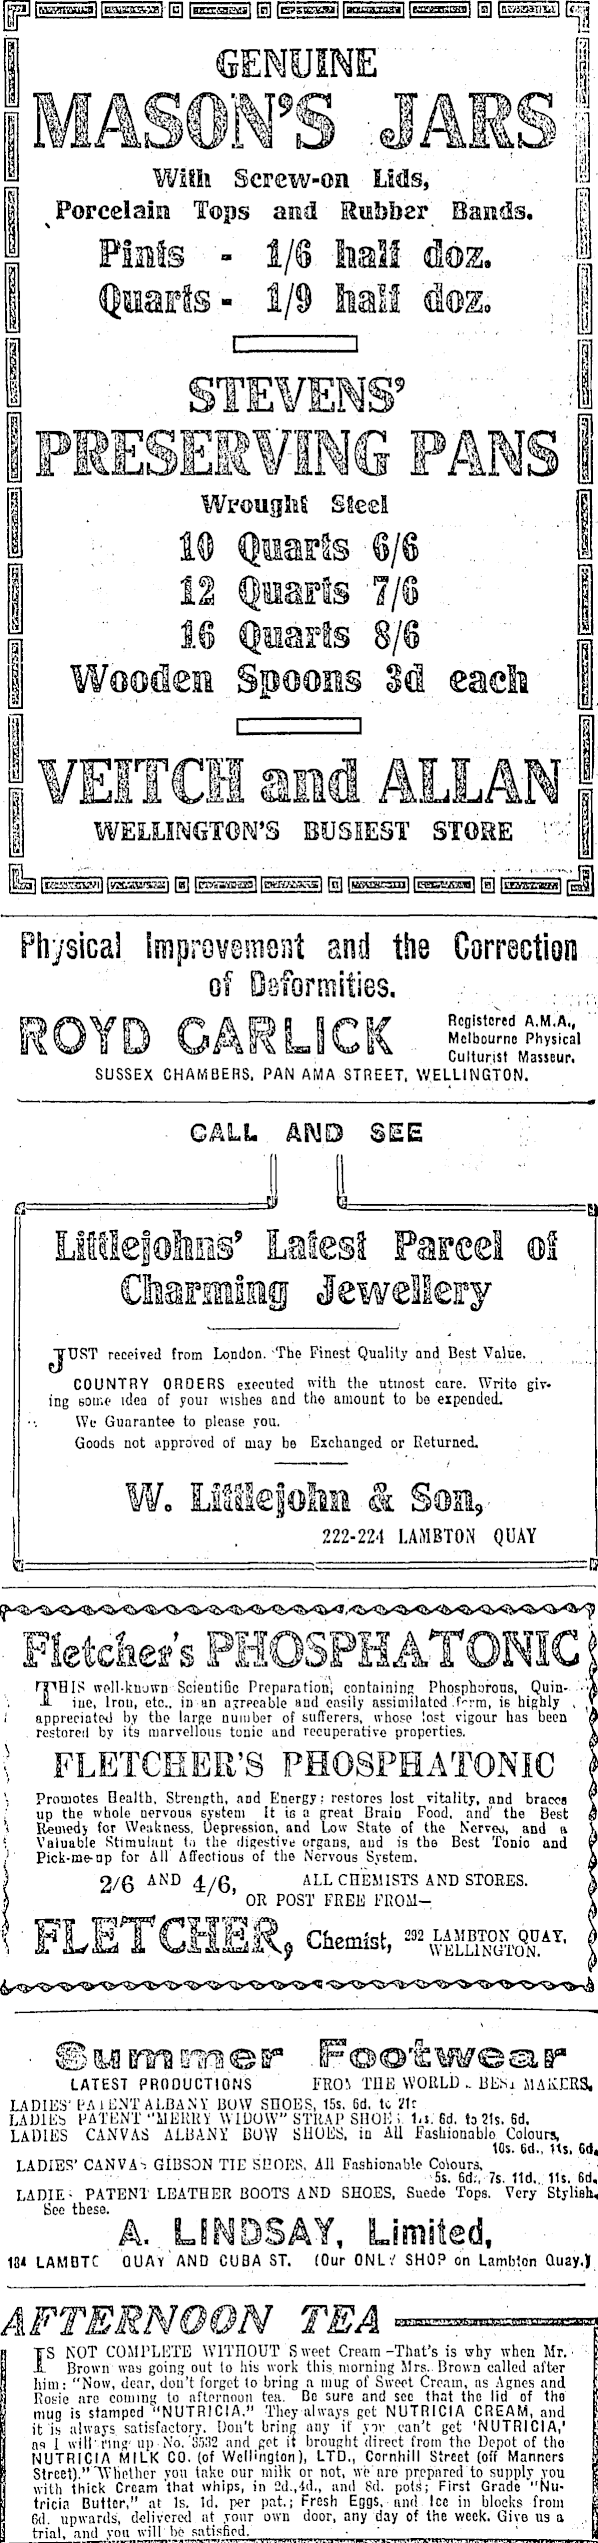 GENUINE
MASON'S JARS
With Screw-on Lids,
Porcelain Tops and Rubber Bands.
Pints - 1/6 half doz.
Quarts - 1/9 half doz.
STEVENS'
PRESERVING PANS
Wrought Steel
10 Quarts 6/6
12 Quarts 7/6
16 Quarts 8/6
Wooden Spoons 3d each
VEITCH and ALLAN
WELLINGTON'S BUSIEST STORE
Physical Improvement and the Correction
of Deformities.
ROYD GARLICK
Registered A.M.A.,
Melbourne Physical
Culturist Masseur.
SUSSEX CHAMBERS, PAN AMA STREET, WELLINGTON.
CALL AND SEE
Littlejohns' Latest Parcel of
Charming Jewellery
JUST received from London. The Finest Quality and Best Value.
COUNTRY ORDERS executed with the utmost care. Write giv-
ing some idea of your wishes and the amount to be expended.
We Guarantee to please you.
Goods not approved of may be Exchanged or Returned.
W. Littlejohn & Son,
222-224 LAMBTON QUAY
Fletcher's PHOSPHATONIC
THIS well-known Scientific Preparation, containing Phosphorous, Quin-
ine, Iron, etc., in an agreeable and easily assimilated form, is highly
appreciated by the large number of sufferers, whose lost vigour has been
restored by its marvellous tonic and recuperative properties.
FLETCHER'S PHOSPHATONIC
Promotes Health, Strength, and Energy; restores lost vitality, and braces
up the whole nervous system It is a great Brain Food, and the Best
Remedy for Weakness, Depression, and Low State of the Nerves, and a
Valuable Stimulant to the digestive organs, and is the Best Tonic and
Pick-me-up for All Affections of the Nervous System.
2/6 AND 4/6, ALL CHEMISTS AND STORES.
OR POST FREE FROM—
FLETCHER, Chemist, 292 LAMBTON QUAY,
WELLINGTON.
Summer Footwear
LATEST PRODUCTIONS FROM THE WORLD BEST MAKERS.
LADIES' PATENT ALBANY BOW SHOES, 15s. 6d. to 21s
LADIES PATENT "MERRY WIDOW" STRAP SHOES 6d. to 21s. 6d.
LADIES CANVAS ALBANY BOW SHOES, in All Fashionable Colours,
10s. 6d., 11s. 6d.
LADIES' CANVAS GIBSON TIE SHOES, All Fashionable Colours,
5s. 6d., 7s. 11d., 11s. 6d.
LADIES PATENT LEATHER BOOTS AND SHOES, Suede Tops. Very Stylish.
See these.
A. LINDSAY, Limited,
184 LAMBTO QUAY AND CUBA ST. (Our ONLY SHOP on Lambton Quay.)
AFTERNOON TEA
IS NOT COMPLETE WITHOUT Sweet Cream—That's is why when Mr.
Brown was going out to his work this morning Mrs. Brown called after
him: "Now, dear, don't forget to bring a mug of Sweet Cream, as Agnes and
Rosie are coming to afternoon tea. Be sure and see that the lid of the
mug is stamped "NUTRICIA." They always get NUTRICIA CREAM, and
it is always satisfactory. Don't bring any if you can't get 'NUTRICIA,'
as I will ring up No. 3532 and get it brought direct from the Depot of the
NUTRICIA MILK CO. (of Wellington), LTD., Cornhill Street (off Manners
Street)." Whether you take our milk or not, we are prepared to supply you
with thick Cream that whips, in 2d., 4d., and 8d. pots; First Grade "Nu-
tricia Butter," at 1s. 1d. per pat.; Fresh Eggs, and Ice in blocks from
6d. upwards, delivered at your own door, any day of the week. Give us a
trial, and you will be satisfied.